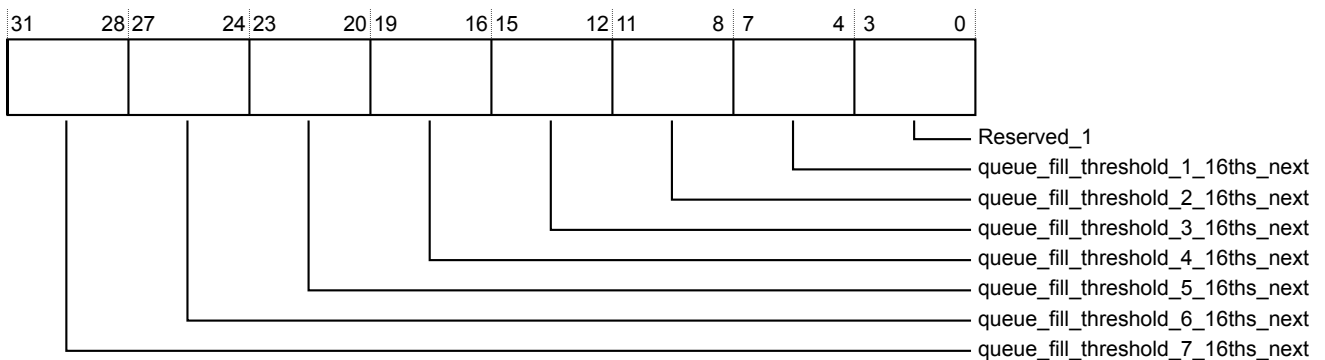 31 28 27 24 23 20 19 16 15 12 11 8 7 4 3 0
Reserved_1
queue_fill_threshold_1_16ths_next
queue_fill_threshold_2_16ths_next
queue_fill_threshold_3_16ths_next
queue_fill_threshold_4_16ths_next
queue_fill_threshold_5_16ths_next
queue_fill_threshold_6_16ths_next
queue_fill_threshold_7_16ths_next